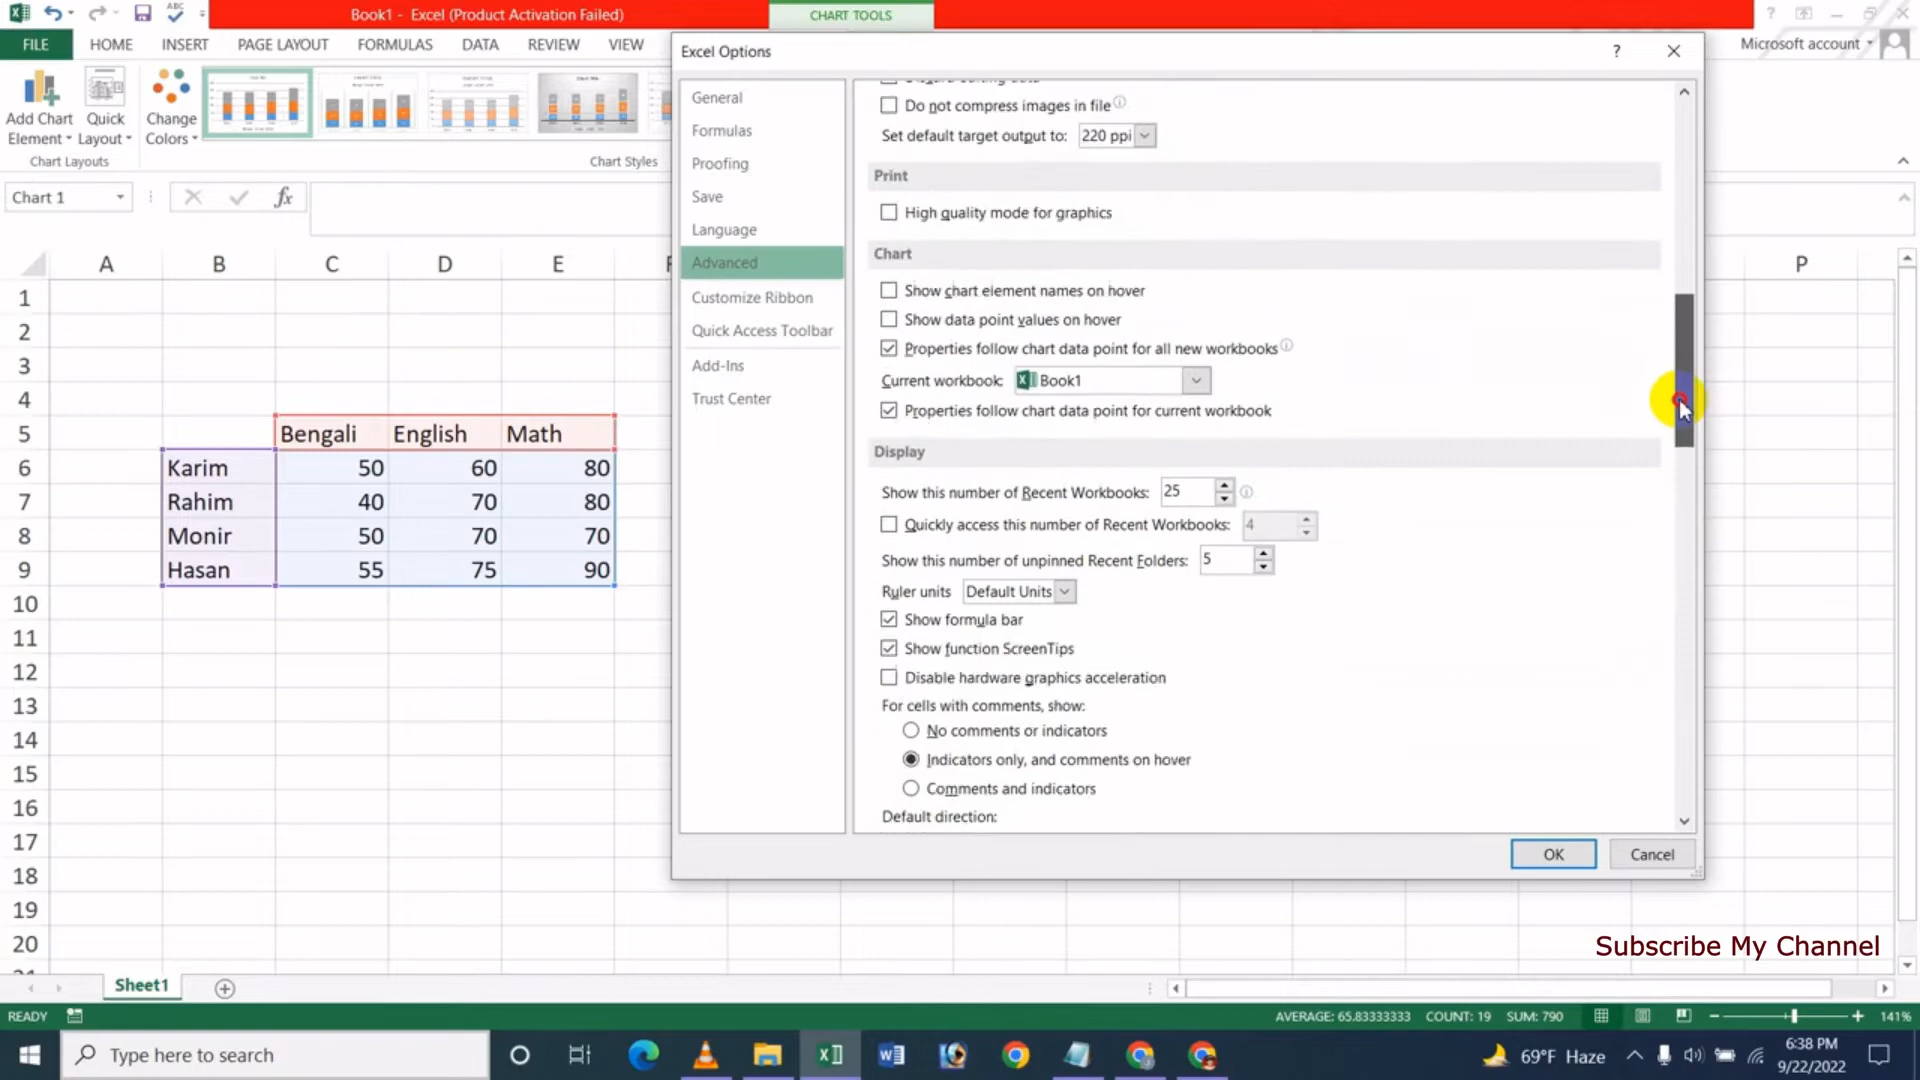 Book1 - Excel (Product Activation Failed)
CHART TOOLS
FILE HOME INSERT PAGE LAYOUT FORMULAS DATA REVIEW VIEW
Microsoft account
Add Chart Element
Quick Layout
Change Colors
Chart Layouts
Chart Styles
Chart 1
fx
Excel Options
?
General
Formulas
Proofing
Save
Language
Advanced
Customize Ribbon
Quick Access Toolbar
Add-Ins
Trust Center
Do not compress images in file
Set default target output to: 220 ppi
Print
High quality mode for graphics
Chart
Show chart element names on hover
Show data point values on hover
Properties follow chart data point for all new workbooks
Current workbook: Book1
Properties follow chart data point for current workbook
Display
Show this number of Recent Workbooks: 25
Quickly access this number of Recent Workbooks: 4
Show this number of unpinned Recent Folders: 5
Ruler units Default Units
Show formula bar
Show function ScreenTips
Disable hardware graphics acceleration
For cells with comments, show:
No comments or indicators
Indicators only, and comments on hover
Comments and indicators
Default direction:
OK Cancel
A B C D E P
1
2
3
4
5 Bengali English Math
6 Karim 50 60 80
7 Rahim 40 70 80
8 Monir 50 70 70
9 Hasan 55 75 90
10
11
12
13
14
15
16
17
18
19
20
Subscribe My Channel
Sheet1
READY
AVERAGE: 65.83333333 COUNT: 19 SUM: 790
141%
Type here to search
69°F Haze
6:38 PM
9/22/2022